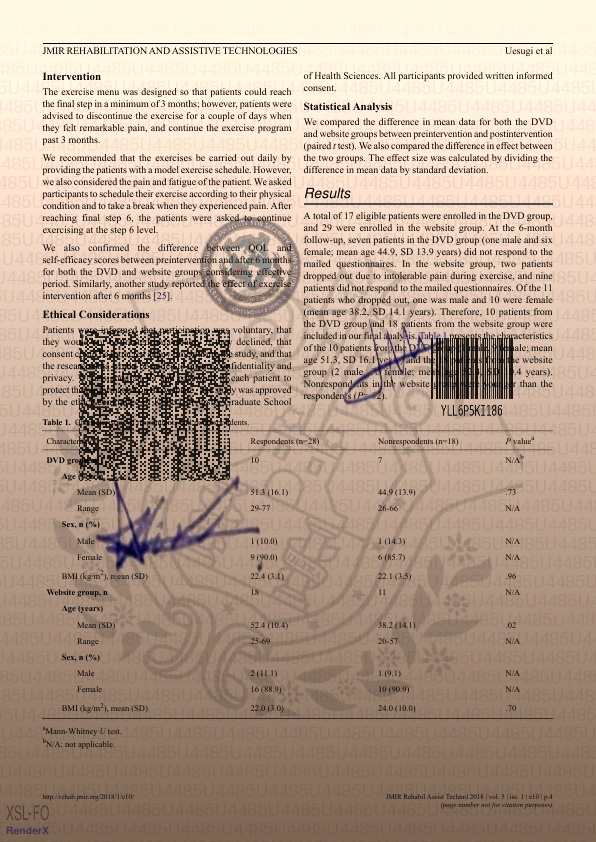 JMIR REHABILITATION AND ASSISTIVE TECHNOLOGIES
Uesugi et al
Intervention
The exercise menu was designed so that patients could reach
the final step in a minimum of 3 months; however, patients were
advised to discontinue the exercise for a couple of days when
they felt remarkable pain, and continue the exercise program
past 3 months.
We recommended that the exercises be carried out daily by
providing the patients with a model exercise schedule. However,
we also considered the pain and fatigue of the patient. We asked
participants to schedule their exercise according to their physical
condition and to take a break when they experienced pain. After
reaching final step 6, the patients were asked to continue
exercising at the step 6 level.
We also confirmed the difference between QOL and
self-efficacy scores between preintervention and after 6 months
for both the DVD and website groups considering effective
period. Similarly, another study reported the effect of exercise
intervention after 6 months [25].
Ethical Considerations
Patients were informed that participation was voluntary, that
they would declined, that
consent study, and that
the confidentiality and
privacy. each patient to
protect was approved
by the Graduate School
of Health Sciences. All participants provided written informed
consent.
Statistical Analysis
We compared the difference in mean data for both the DVD
and website groups between preintervention and postintervention
(paired t test). We also compared the difference in effect between
the two groups. The effect size was calculated by dividing the
difference in mean data by standard deviation.
Results
A total of 17 eligible patients were enrolled in the DVD group,
and 29 were enrolled in the website group. At the 6-month
follow-up, seven patients in the DVD group (one male and six
female; mean age 44.9, SD 13.9 years) did not respond to the
mailed questionnaires. In the website group, two patients
dropped out due to intolerable pain during exercise, and nine
patients did not respond to the mailed questionnaires. Of the 11
patients who dropped out, one was male and 10 were female
(mean age 38.2, SD 14.1 years). Therefore, 10 patients from
the DVD group and 18 patients from the website group were
included in our final analysis. Table 1 presents the characteristics
of the 10 patients from the female; mean
age 51.3, SD 16.1 years) and the website
group (2 male female; mean years).
Nonrespondents in the website group were younger than the
respondents
YLL6P5KI186
Table 1.
Respondents (n=28) Nonrespondents (n=18) P valueᵃ
DVD 10 7 N/Aᵇ
Age
Mean (SD) 51.3 (16.1) 44.9 (13.9) .73
Range 29-77 26-66 N/A
Sex, n (%)
Male 1 (10.0) 1 (14.3) N/A
Female 9 (90.0) 6 (85.7) N/A
BMI (kg/m²), mean (SD) 22.4 (3.1) 22.1 (3.5) .96
Website group, n 18 11 N/A
Age (years)
Mean (SD) 52.4 (10.4) 38.2 (14.1) .02
Range 25-69 20-57 N/A
Sex, n (%)
Male 2 (11.1) 1 (9.1) N/A
Female 16 (88.9) 10 (90.9) N/A
BMI (kg/m²), mean (SD) 22.0 (3.0) 24.0 (10.0) .70
ᵃMann-Whitney U test.
ᵇN/A: not applicable.
http://rehab.jmir.org/2018/1/e10/
JMIR Rehabil Assist Technol 2018 | vol. 5 | iss. 1 | e10 | p.4
(page number not for citation purposes)
XSL•FO
RenderX